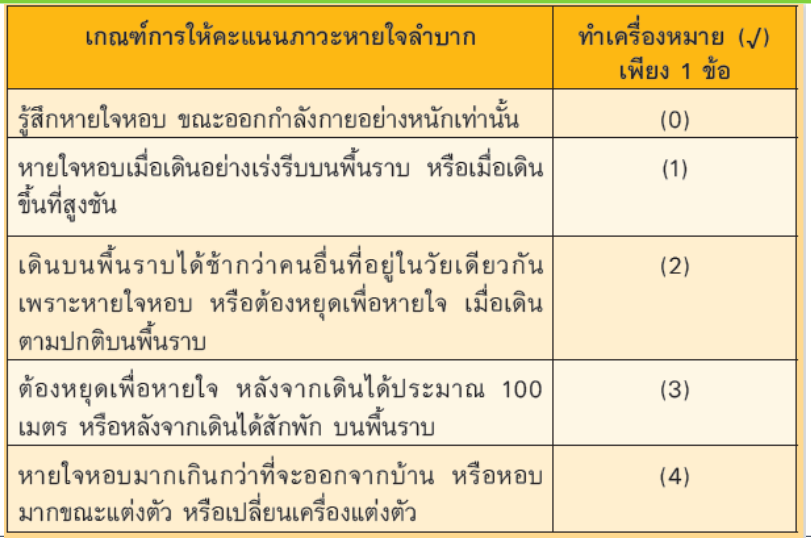 เกณฑ์การให้คะแนนภาวะหายใจลำบาก
ทำเครื่องหมาย (√)
เพียง 1 ข้อ
รู้สึกหายใจหอบ ขณะออกกำลังกายอย่างหนักเท่านั้น
(0)
หายใจหอบเมื่อเดินอย่างเร่งรีบบนพื้นราบ หรือเมื่อเดิน
ขึ้นที่สูงชัน
(1)
เดินบนพื้นราบได้ช้ากว่าคนอื่นที่อยู่ในวัยเดียวกัน
เพราะหายใจหอบ หรือต้องหยุดเพื่อหายใจ เมื่อเดิน
ตามปกติบนพื้นราบ
(2)
ต้องหยุดเพื่อหายใจ หลังจากเดินได้ประมาณ 100
เมตร หรือหลังจากเดินได้สักพัก บนพื้นราบ
(3)
หายใจหอบมากเกินกว่าที่จะออกจากบ้าน หรือหอบ
มากขณะแต่งตัว หรือเปลี่ยนเครื่องแต่งตัว
(4)